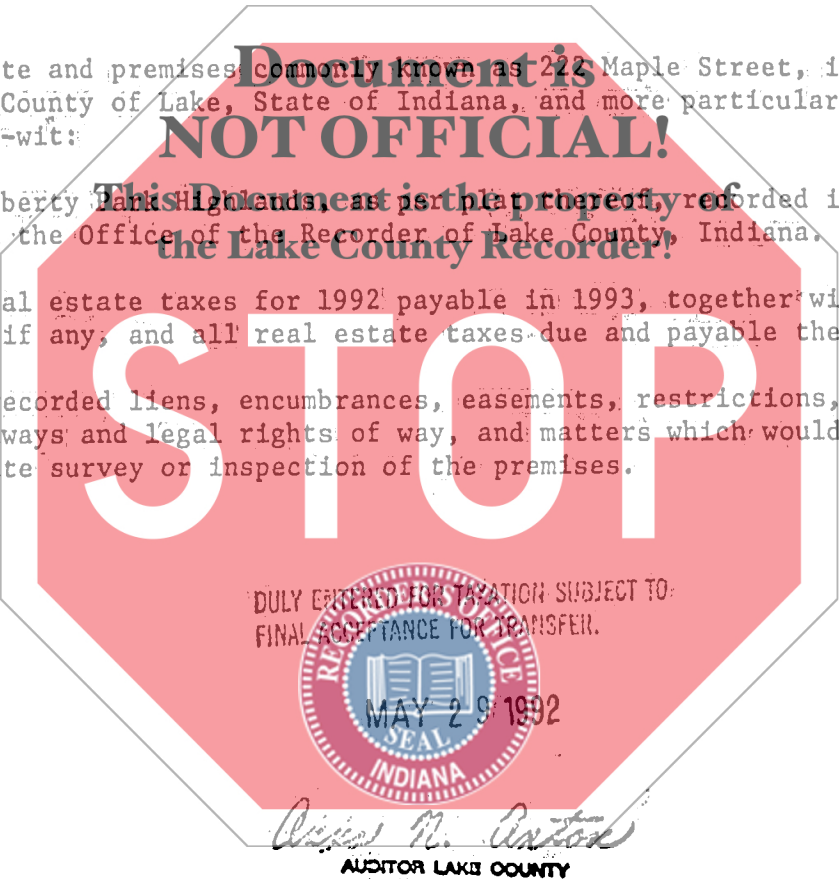 Document is
te and premises commonly known as 222 Maple Street, i
County of Lake, State of Indiana, and more particular
NOT OFFICIAL!
-wit:
This Document is the property of
berty Park Highlands, as per plat thereof, recorded i
the Office of the Recorder of Lake County, Indiana.
the Lake County Recorder!
al estate taxes for 1992 payable in 1993, together wi
if any, and all real estate taxes due and payable the
STOP
ecorded liens, encumbrances, easements, restrictions,
ways and legal rights of way, and matters which would
te survey or inspection of the premises.
DULY ENTERED FOR TAXATION SUBJECT TO
FINAL ACCEPTANCE FOR TRANSFER.
RECORDER'S OFFICE
MAY 29 1992
SEAL
INDIANA
Anna N. Anton
AUDITOR LAKE COUNTY